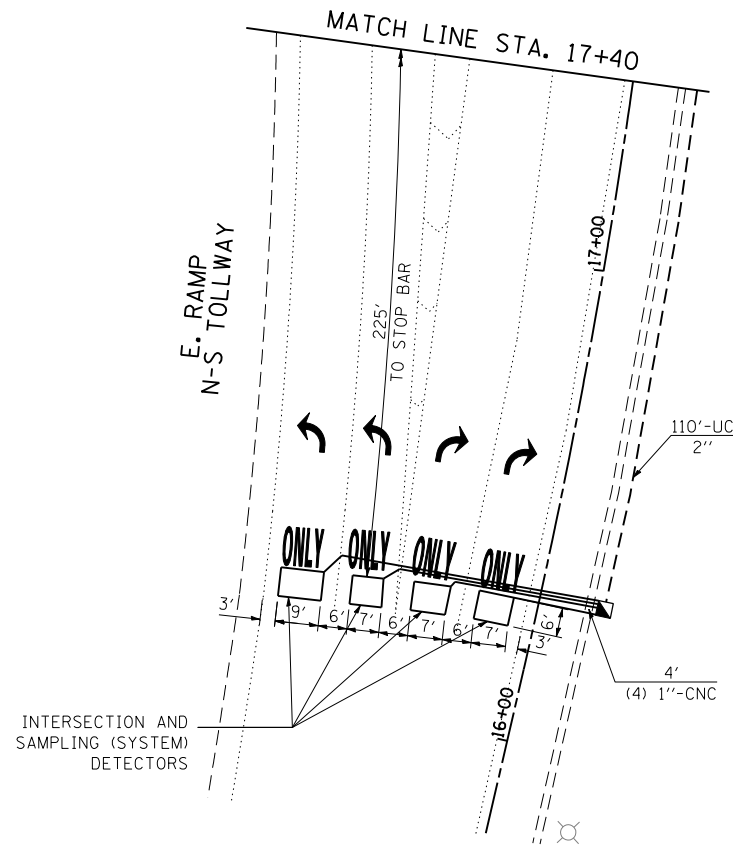 MATCH LINE STA. 17+40
17+00
E. RAMP
N-S TOLLWAY
225'
TO STOP BAR
110'-UC
2''
ONLY
ONLY
ONLY
ONLY
3'
9'
6'
7'
6'
7'
6'
7'
3'
6'
4'
(4) 1''-CNC
16+00
INTERSECTION AND
SAMPLING (SYSTEM)
DETECTORS